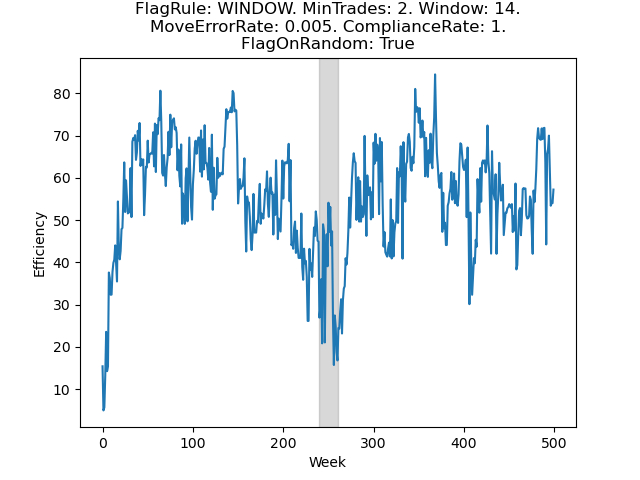 FlagRule: WINDOW. MinTrades: 2. Window: 14.
MoveErrorRate: 0.005. ComplianceRate: 1.
FlagOnRandom: True
80
70
60
50
40
30
20
10
Efficiency
0 100 200 300 400 500
Week